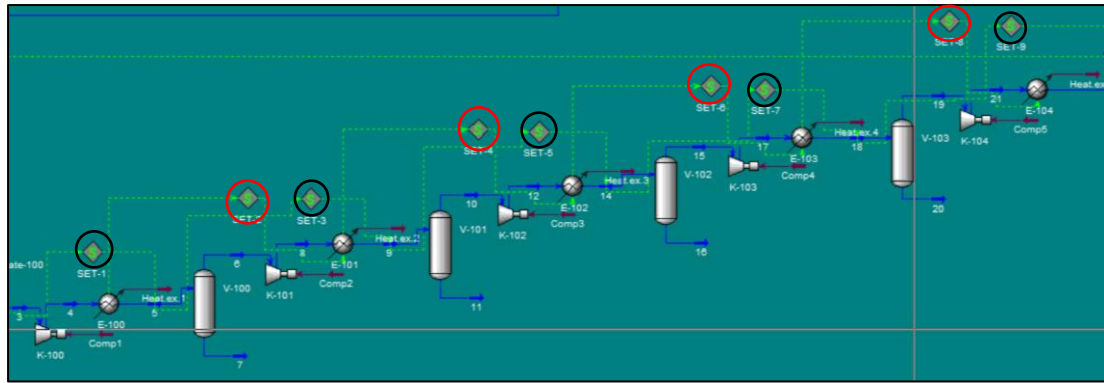 SET-8
SET-9
SET-6
SET-7
19
21
E-104
Heat.ex
SET-4
SET-5
17
E-103
Heat.ex.4
18
V-103
K-104
Comp5
15
K-103
Comp4
V-102
20
SET-2
SET-3
10
12
E-102
Heat.ex.3
14
K-102
Comp3
V-101
16
SET-1
ate-100
6
8
E-101
Heat.ex.2
9
K-101
Comp2
V-100
11
3
4
E-100
Heat.ex.1
5
K-100
Comp1
7